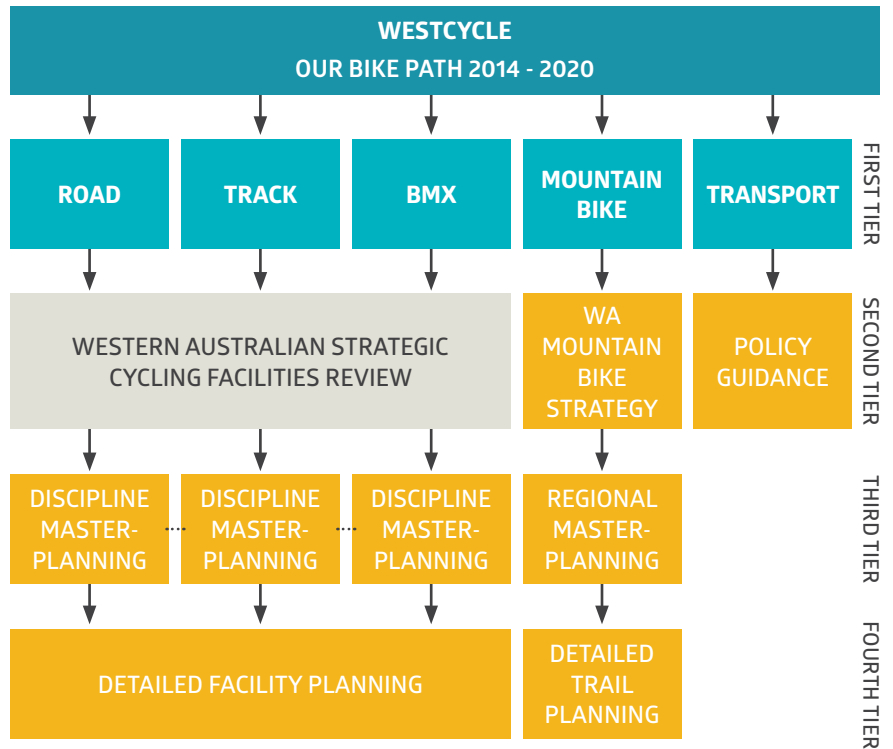 WESTCYCLE
OUR BIKE PATH 2014 - 2020
ROAD
TRACK
BMX
MOUNTAIN
BIKE
TRANSPORT
FIRST TIER
WESTERN AUSTRALIAN STRATEGIC
CYCLING FACILITIES REVIEW
WA
MOUNTAIN
BIKE
STRATEGY
POLICY
GUIDANCE
SECOND TIER
DISCIPLINE
MASTER-
PLANNING
DISCIPLINE
MASTER-
PLANNING
DISCIPLINE
MASTER-
PLANNING
REGIONAL
MASTER-
PLANNING
THIRD TIER
DETAILED FACILITY PLANNING
DETAILED
TRAIL
PLANNING
FOURTH TIER